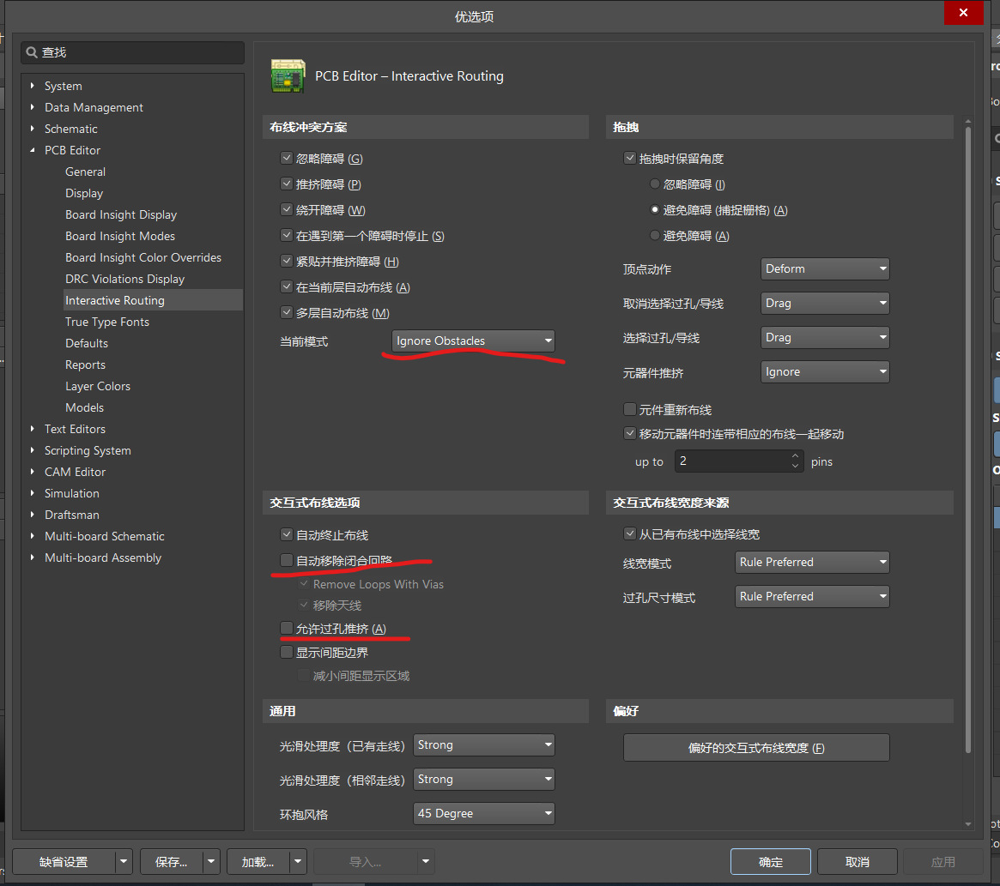 优选项
查找
System
Data Management
Schematic
PCB Editor
General
Display
Board Insight Display
Board Insight Modes
Board Insight Color Overrides
DRC Violations Display
Interactive Routing
True Type Fonts
Defaults
Reports
Layer Colors
Models
Text Editors
Scripting System
CAM Editor
Simulation
Draftsman
Multi-board Schematic
Multi-board Assembly
PCB Editor – Interactive Routing
布线冲突方案
忽略障碍 (G)
推挤障碍 (P)
绕开障碍 (W)
在遇到第一个障碍时停止 (S)
紧贴并推挤障碍 (H)
在当前层自动布线 (A)
多层自动布线 (M)
当前模式 Ignore Obstacles
拖拽
拖拽时保留角度
忽略障碍 (I)
避免障碍 (捕捉栅格) (A)
避免障碍 (A)
顶点动作 Deform
取消选择过孔/导线 Drag
选择过孔/导线 Drag
元器件推挤 Ignore
元件重新布线
移动元器件时连带相应的布线一起移动
up to 2 pins
交互式布线选项
自动终止布线
自动移除闭合回路
Remove Loops With Vias
移除天线
允许过孔推挤 (A)
显示间距边界
减小间距显示区域
交互式布线宽度来源
从已有布线中选择线宽
线宽模式 Rule Preferred
过孔尺寸模式 Rule Preferred
通用
光滑处理度（已有走线） Strong
光滑处理度（相邻走线） Strong
环抱风格 45 Degree
偏好
偏好的交互式布线宽度 (F)
缺省设置 保存... 加载... 导入... 确定 取消 应用